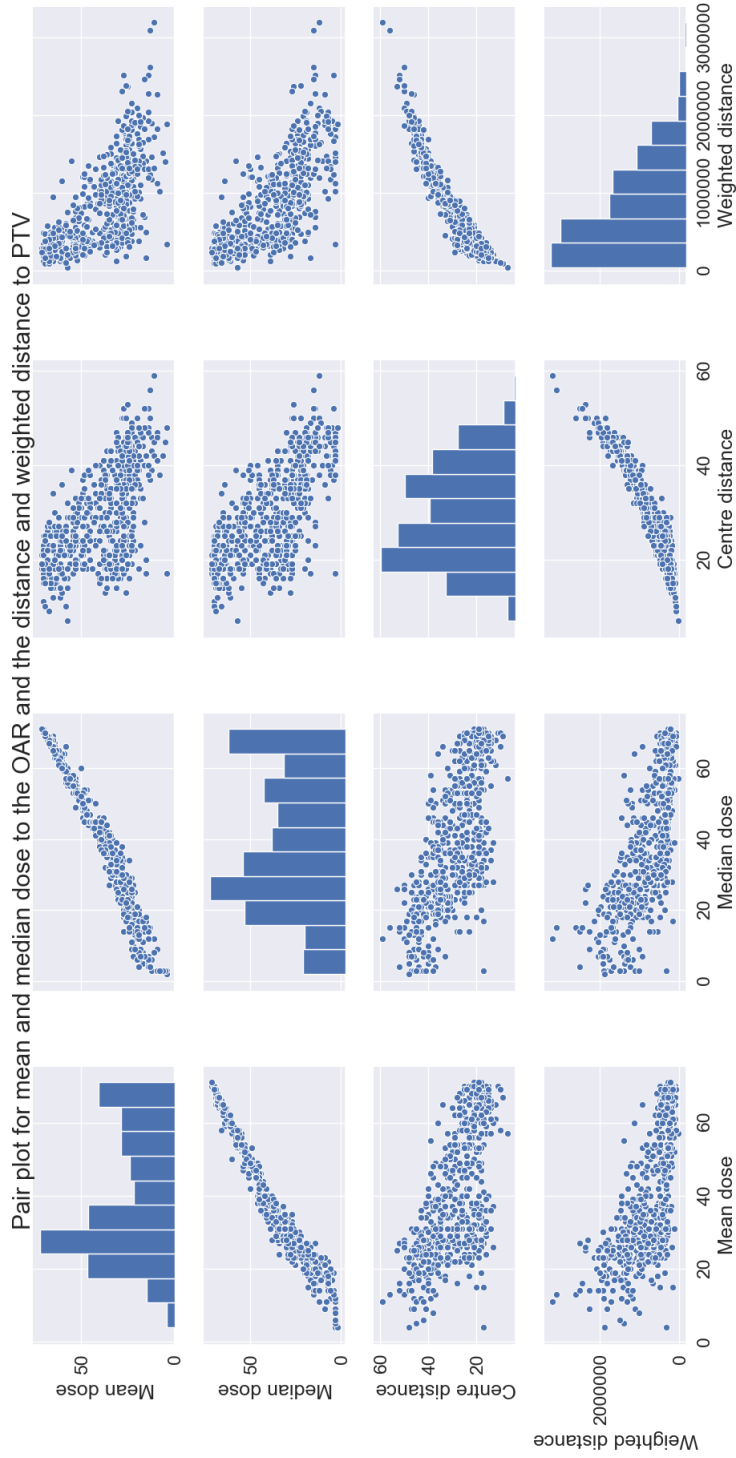 Pair plot for mean and median dose to the OAR and the distance and weighted distance to PTV
50
0
Mean dose
50
0
Median dose
60
40
20
Centre distance
2000000
0
Weighted distance
0
20
40
60
Mean dose
0
20
40
60
Median dose
20
40
60
Centre distance
0
1000000
2000000
3000000
Weighted distance